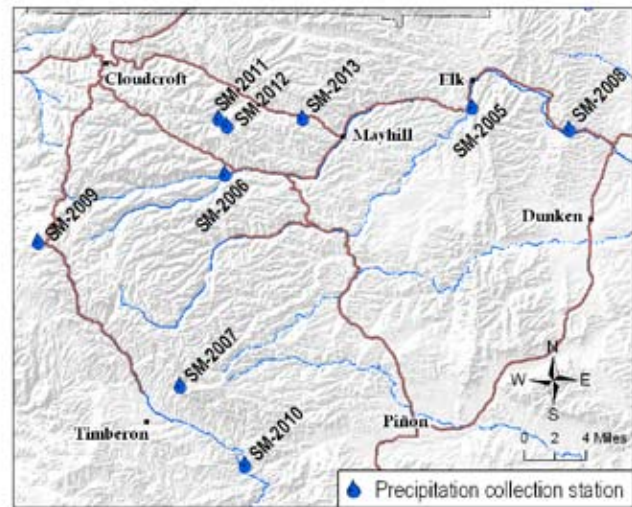 Cloudcroft
SM-2011
SM-2012
SM-2013
Elk
SM-2005
SM-2008
Mayhill
SM-2006
SM-2009
Dunken
SM-2007
N
W E
S
Timberon
SM-2010
Piñon
0 2 4 Miles
Precipitation collection station